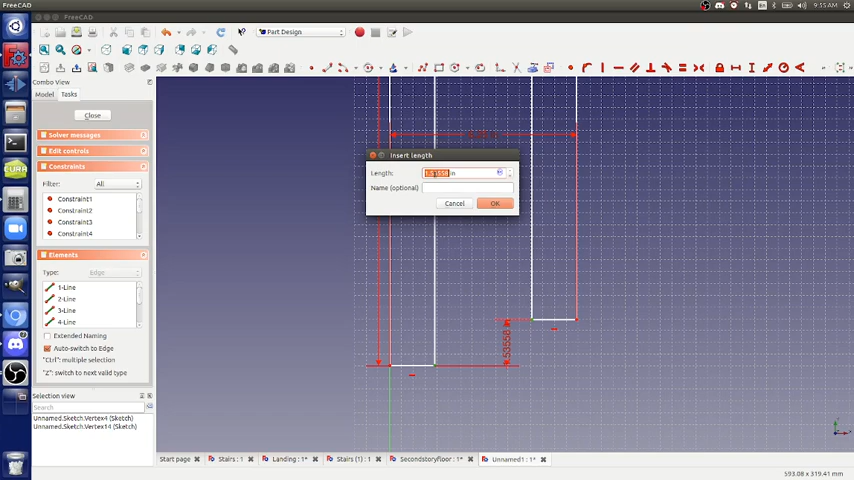 FreeCAD
9:55 AM
FreeCAD
Part Design
Combo View
Model
Tasks
Close
Solver messages
Edit controls
Constraints
Filter:
All
Constraint1
Constraint2
Constraint3
Constraint4
Elements
Type:
Edge
1-Line
2-Line
3-Line
4-Line
Extended Naming
Auto-switch to Edge
"Ctrl": multiple selection
"Z": switch to next valid type
Selection view
Search
Unnamed.Sketch.Vertex4 (Sketch)
Unnamed.Sketch.Vertex14 (Sketch)
Insert length
Length:
Name (optional)
Cancel
OK
Start page
Stairs : 1
Landing : 1*
Stairs (1) : 1
Secondstoryfloor : 1*
Unnamed1 : 1*
593.08 mm x 319.41 mm
CURA